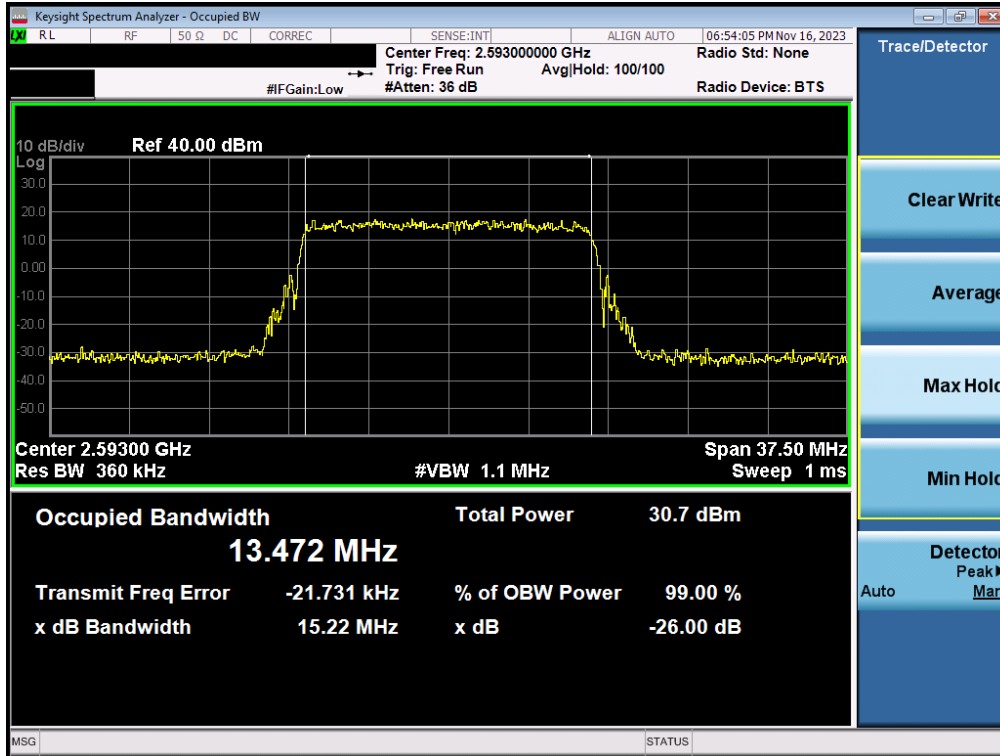 Keysight Spectrum Analyzer - Occupied BW
LXI RL RF 50 Ω DC CORREC SENSE:INT ALIGN AUTO 06:54:05 PM Nov 16, 2023
Center Freq: 2.593000000 GHz Radio Std: None
Trig: Free Run Avg|Hold: 100/100
#IFGain:Low #Atten: 36 dB Radio Device: BTS
Trace/Detector
10 dB/div Ref 40.00 dBm
Log
30.0
20.0
10.0
0.00
-10.0
-20.0
-30.0
-40.0
-50.0
Center 2.59300 GHz Span 37.50 MHz
Res BW 360 kHz #VBW 1.1 MHz Sweep 1 ms
Occupied Bandwidth Total Power 30.7 dBm
13.472 MHz
Transmit Freq Error -21.731 kHz % of OBW Power 99.00 %
x dB Bandwidth 15.22 MHz x dB -26.00 dB
Clear Write
Average
Max Hold
Min Hold
Detector
Peak
Auto Man
MSG STATUS